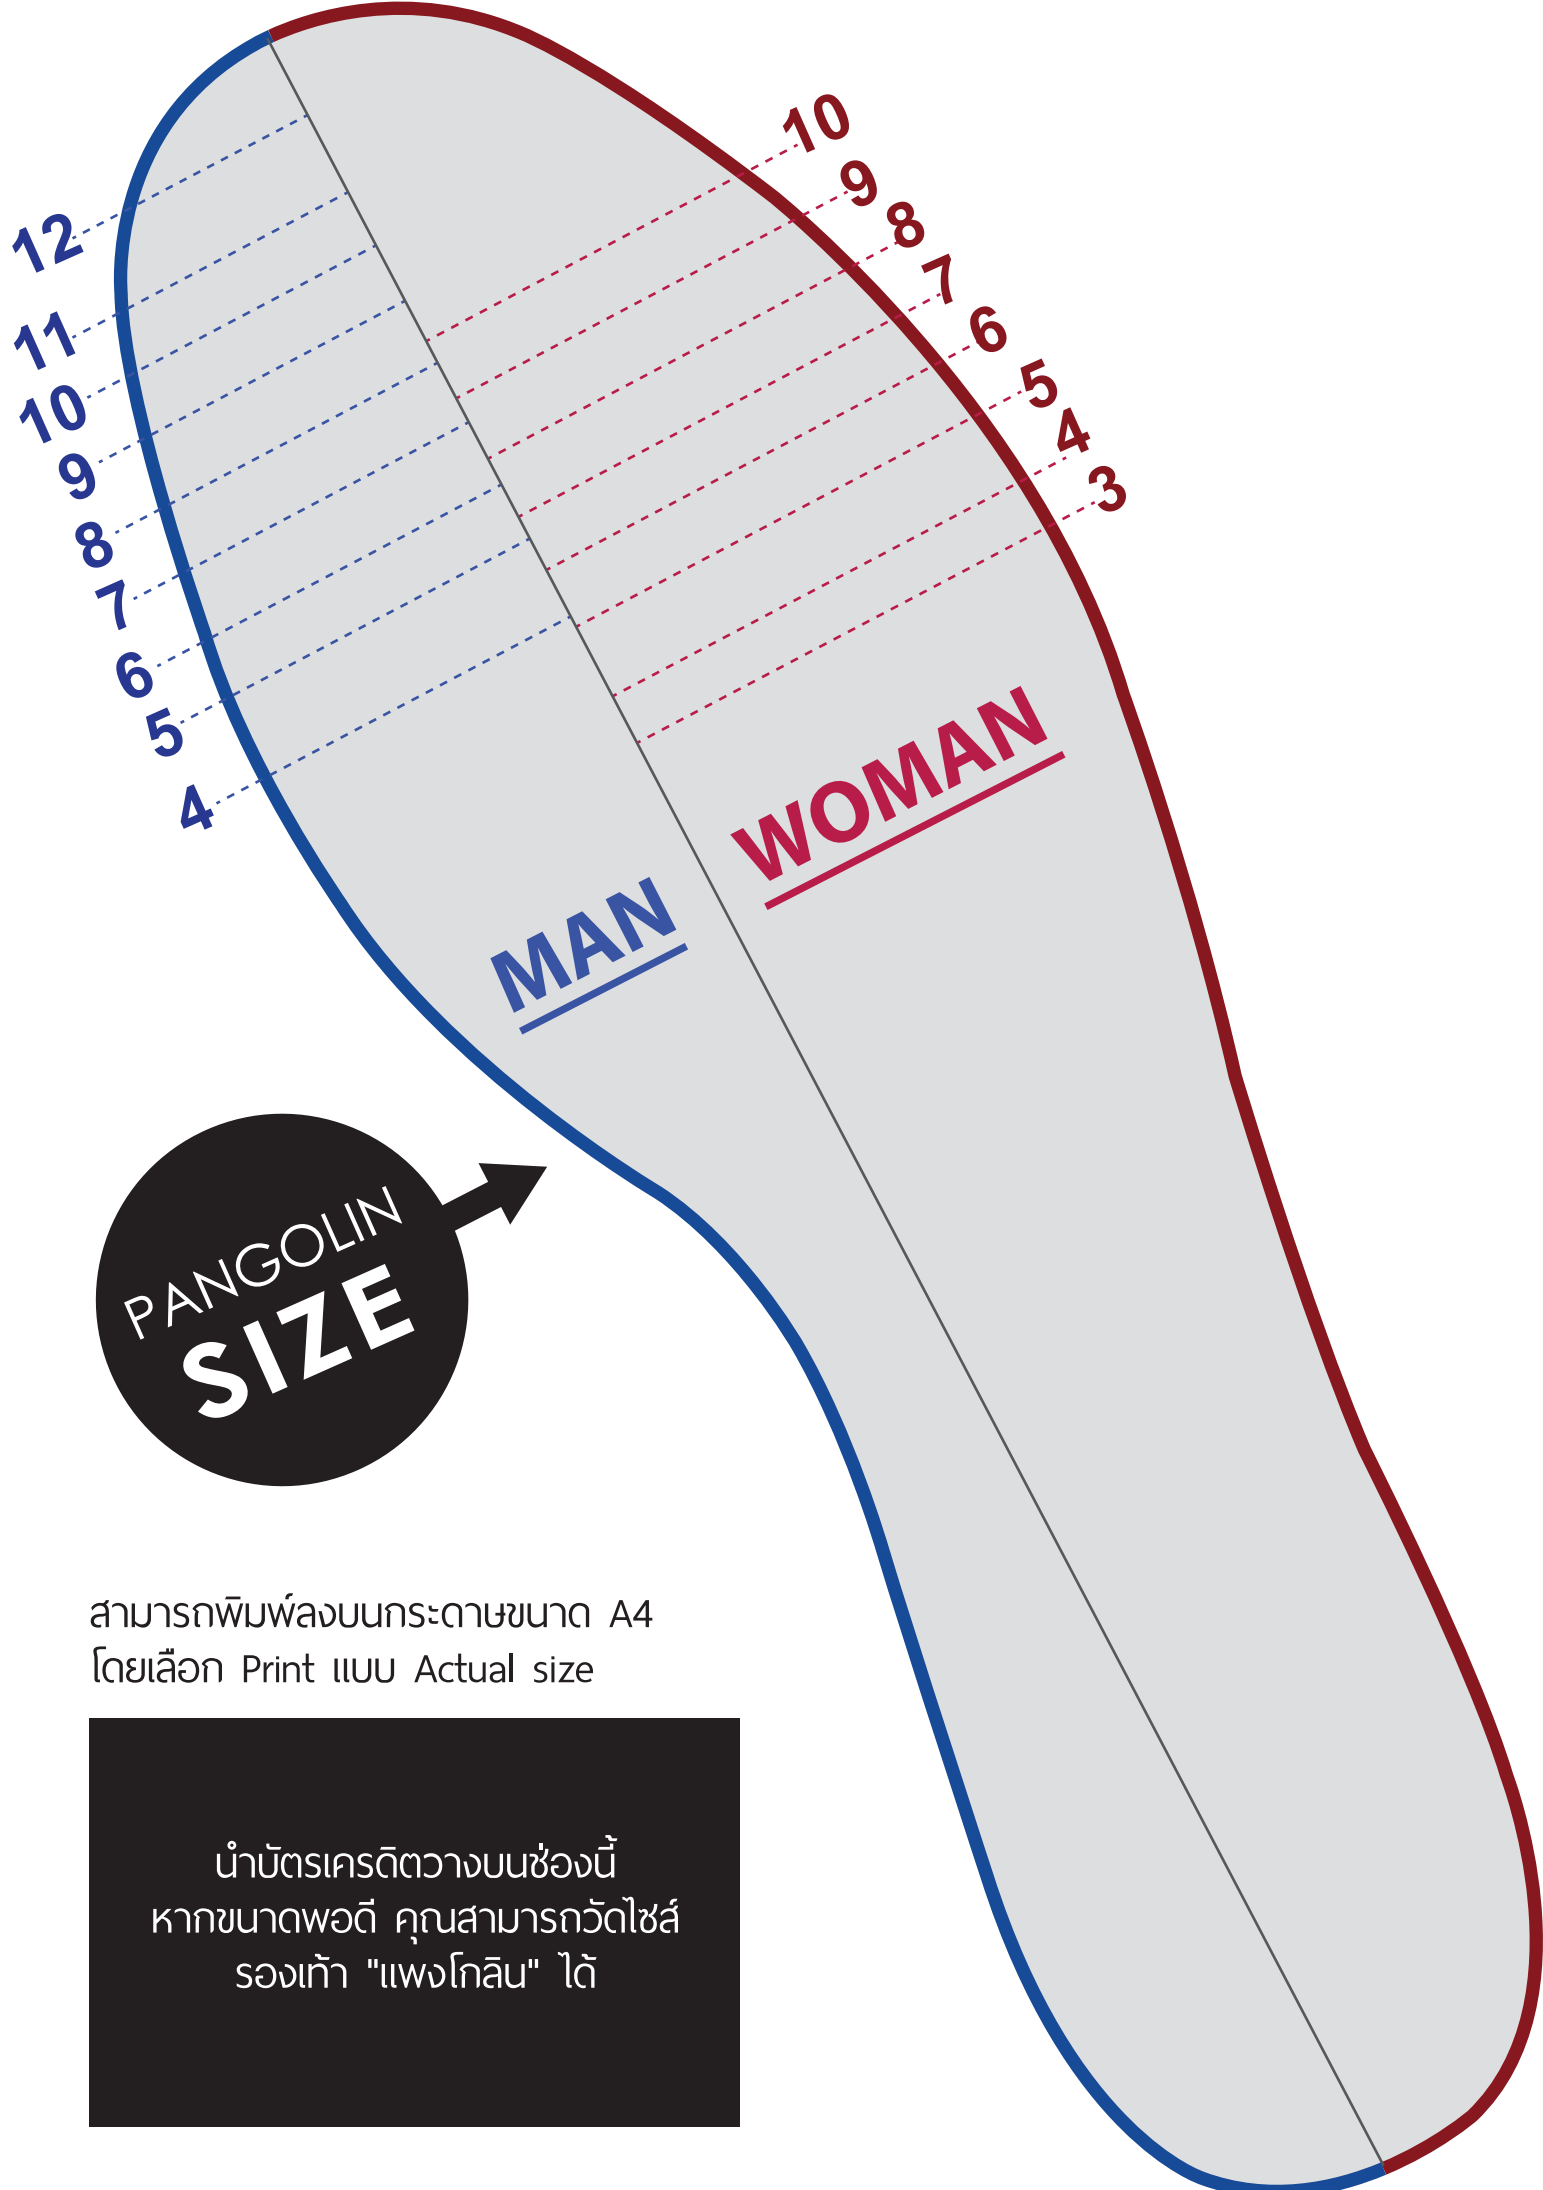 10
9
8
7
6
5
4
3
12
11
10
9
8
7
6
5
4
WOMAN
MAN
PANGOLIN
SIZE
สามารถพิมพ์ลงบนกระดาษขนาด A4
โดยเลือก Print แบบ Actual size
นำบัตรเครดิตวางบนช่องนี้
หากขนาดพอดี คุณสามารถวัดไซส์
รองเท้า "แพงโกลิน" ได้